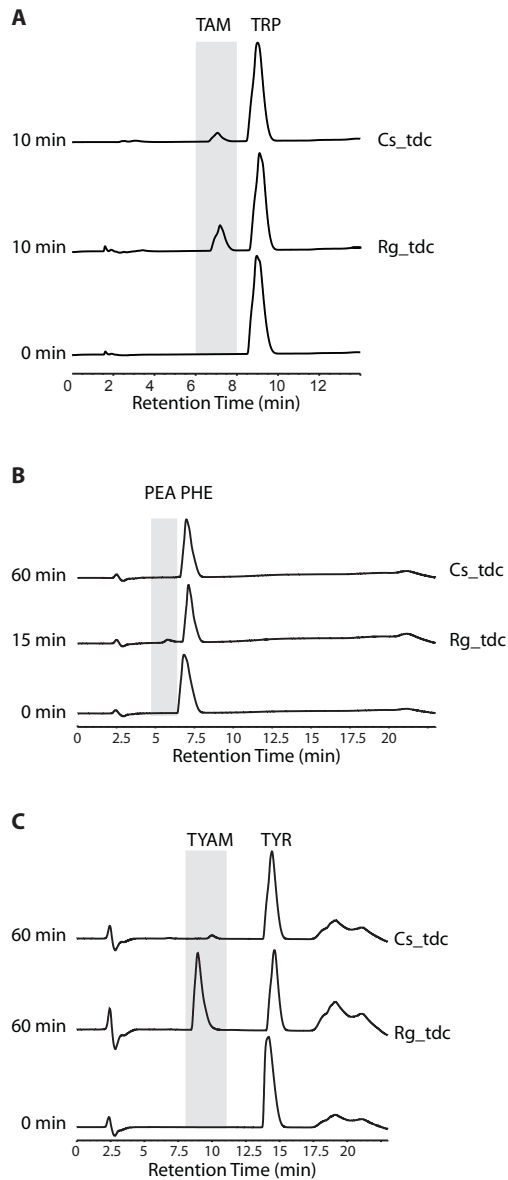 A
TAM TRP
10 min Cs_tdc
10 min Rg_tdc
0 min
0 2 4 6 8 10 12
Retention Time (min)
B
PEA PHE
60 min Cs_tdc
15 min Rg_tdc
0 min
0 2.5 5 7.5 10 12.5 15 17.5 20
Retention Time (min)
C
TYAM TYR
60 min Cs_tdc
60 min Rg_tdc
0 min
0 2.5 5 7.5 10 12.5 15 17.5 20
Retention Time (min)